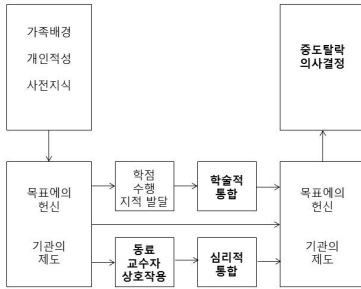 가족배경
개인적성
사전지식
중도탈락
의사결정
목표에의
헌신
기관의
제도
학점
수행
지적 발달
학술적
통합
동료
교수자
상호작용
심리적
통합
목표에의
헌신
기관의
제도